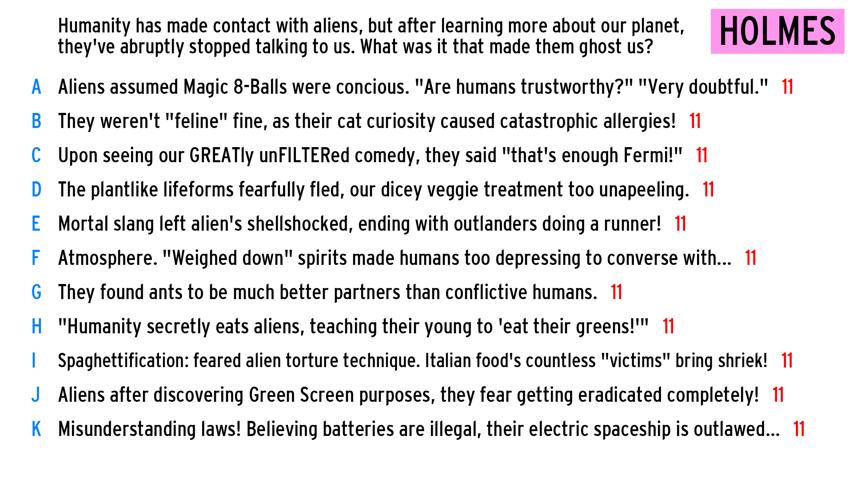 Humanity has made contact with aliens, but after learning more about our planet,
they've abruptly stopped talking to us. What was it that made them ghost us?
HOLMES
A Aliens assumed Magic 8-Balls were concious. "Are humans trustworthy?" "Very doubtful." 11
B They weren't "feline" fine, as their cat curiosity caused catastrophic allergies! 11
C Upon seeing our GREATly unFILTERed comedy, they said "that's enough Fermi!" 11
D The plantlike lifeforms fearfully fled, our dicey veggie treatment too unapeeling. 11
E Mortal slang left alien's shellshocked, ending with outlanders doing a runner! 11
F Atmosphere. "Weighed down" spirits made humans too depressing to converse with... 11
G They found ants to be much better partners than conflictive humans. 11
H "Humanity secretly eats aliens, teaching their young to 'eat their greens!'" 11
I Spaghettification: feared alien torture technique. Italian food's countless "victims" bring shriek! 11
J Aliens after discovering Green Screen purposes, they fear getting eradicated completely! 11
K Misunderstanding laws! Believing batteries are illegal, their electric spaceship is outlawed... 11